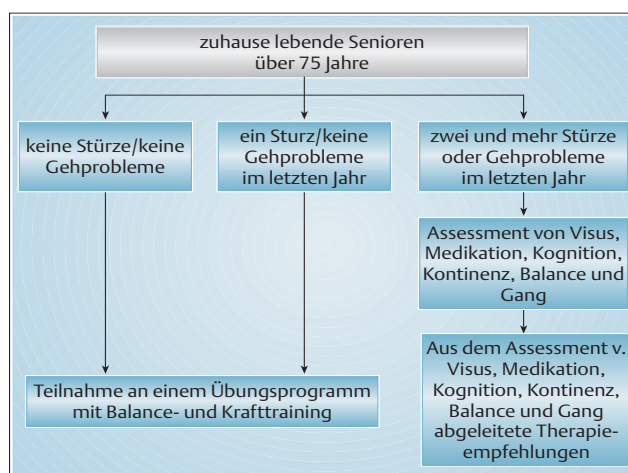 zuhause lebende Senioren
über 75 Jahre
keine Stürze/keine
Gehprobleme
ein Sturz/keine
Gehprobleme
im letzten Jahr
zwei und mehr Stürze
oder Gehprobleme
im letzten Jahr
Assessment von Visus,
Medikation, Kognition,
Kontinenz, Balance und
Gang
Teilnahme an einem Übungsprogramm
mit Balance- und Krafttraining
Aus dem Assessment v.
Visus, Medikation,
Kognition, Kontinenz,
Balance und Gang
abgeleitete Therapie-
empfehlungen